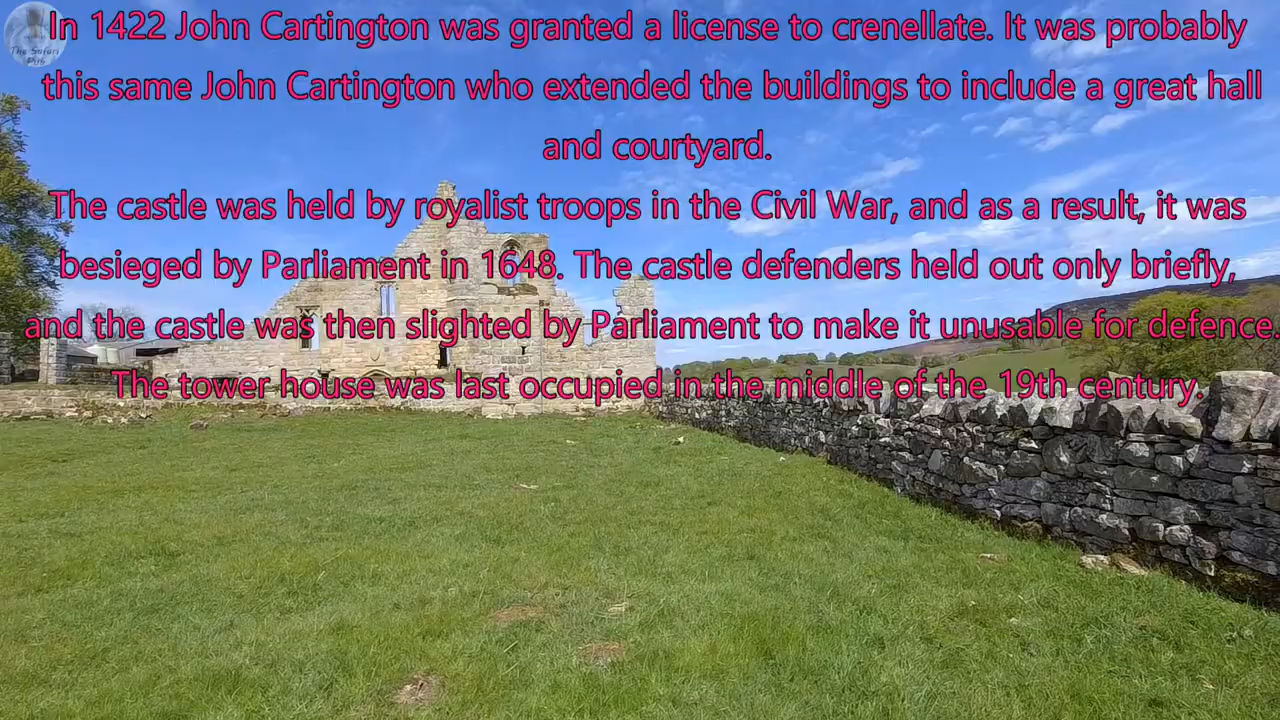 In 1422 John Cartington was granted a license to crenellate. It was probably
this same John Cartington who extended the buildings to include a great hall
and courtyard.
The castle was held by royalist troops in the Civil War, and as a result, it was
besieged by Parliament in 1648. The castle defenders held out only briefly,
and the castle was then slighted by Parliament to make it unusable for defence.
The tower house was last occupied in the middle of the 19th century.
The Safari
Pub